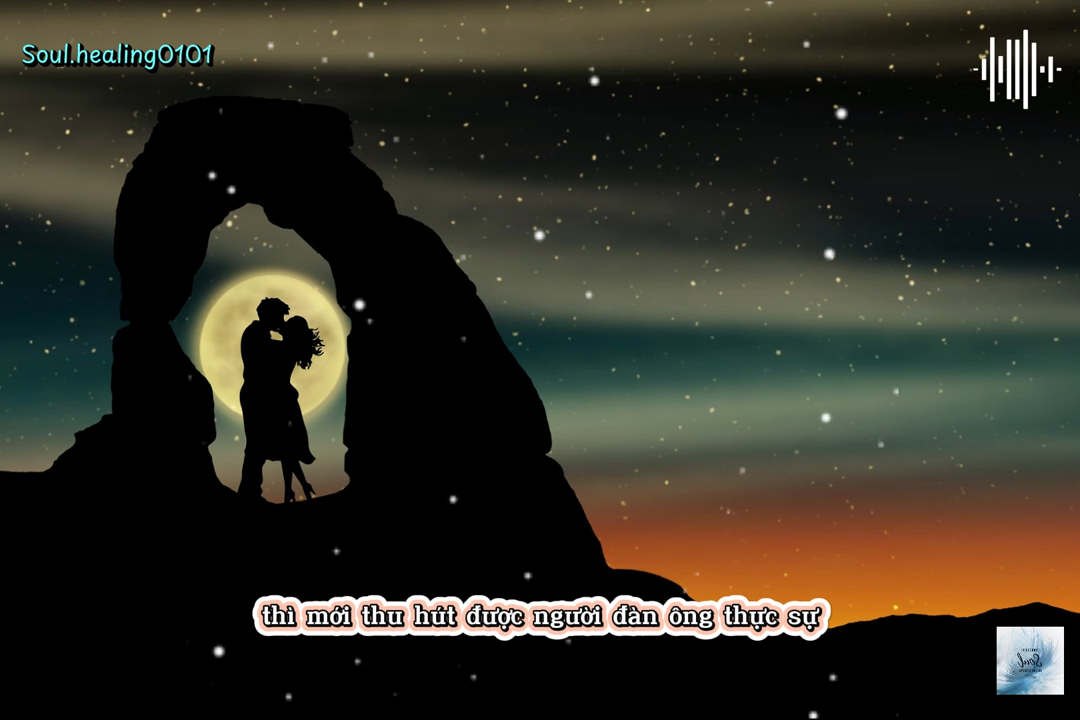 Soul.healing0101
thì mới thu hút được người đàn ông thực sự